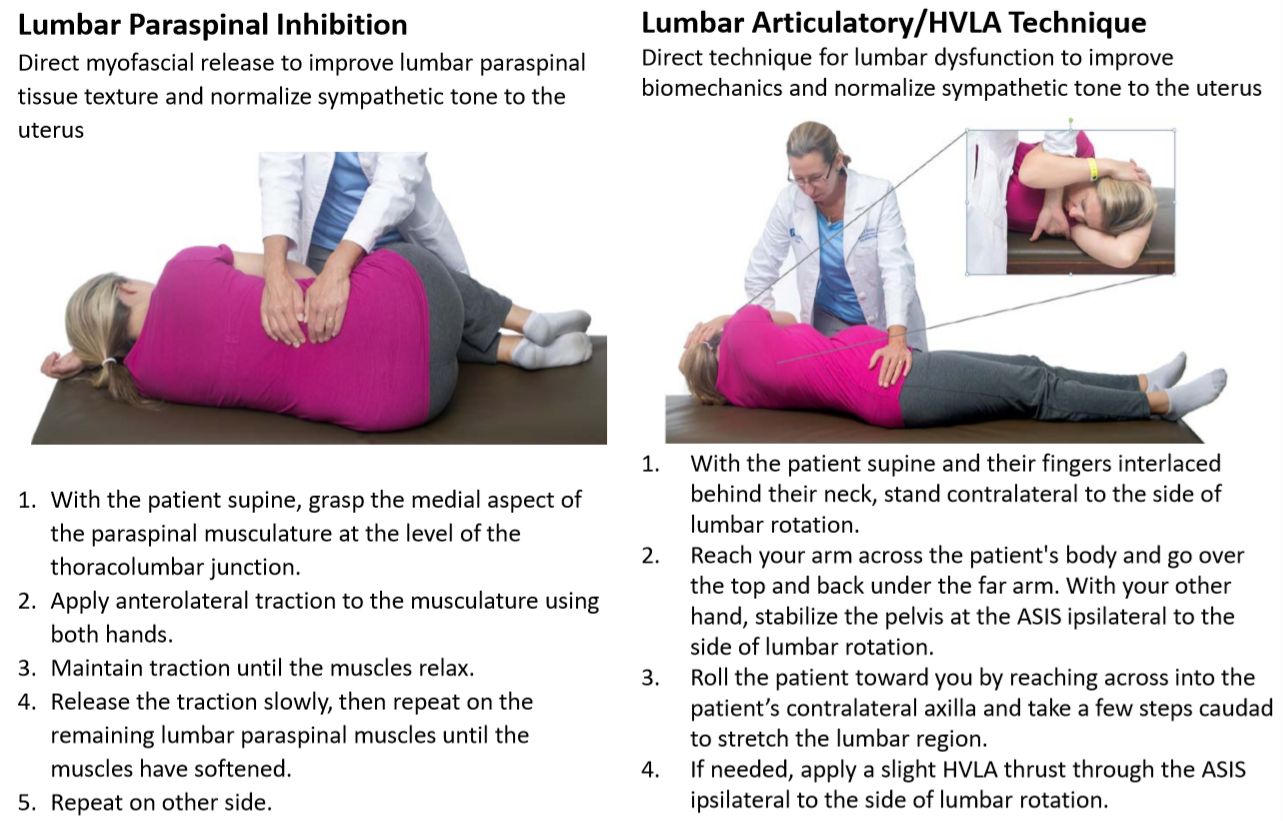 Lumbar Paraspinal Inhibition
Direct myofascial release to improve lumbar paraspinal
tissue texture and normalize sympathetic tone to the
uterus
1. With the patient supine, grasp the medial aspect of
the paraspinal musculature at the level of the
thoracolumbar junction.
2. Apply anterolateral traction to the musculature using
both hands.
3. Maintain traction until the muscles relax.
4. Release the traction slowly, then repeat on the
remaining lumbar paraspinal muscles until the
muscles have softened.
5. Repeat on other side.
Lumbar Articulatory/HVLA Technique
Direct technique for lumbar dysfunction to improve
biomechanics and normalize sympathetic tone to the uterus
1. With the patient supine and their fingers interlaced
behind their neck, stand contralateral to the side of
lumbar rotation.
2. Reach your arm across the patient's body and go over
the top and back under the far arm. With your other
hand, stabilize the pelvis at the ASIS ipsilateral to the
side of lumbar rotation.
3. Roll the patient toward you by reaching across into the
patient’s contralateral axilla and take a few steps caudad
to stretch the lumbar region.
4. If needed, apply a slight HVLA thrust through the ASIS
ipsilateral to the side of lumbar rotation.